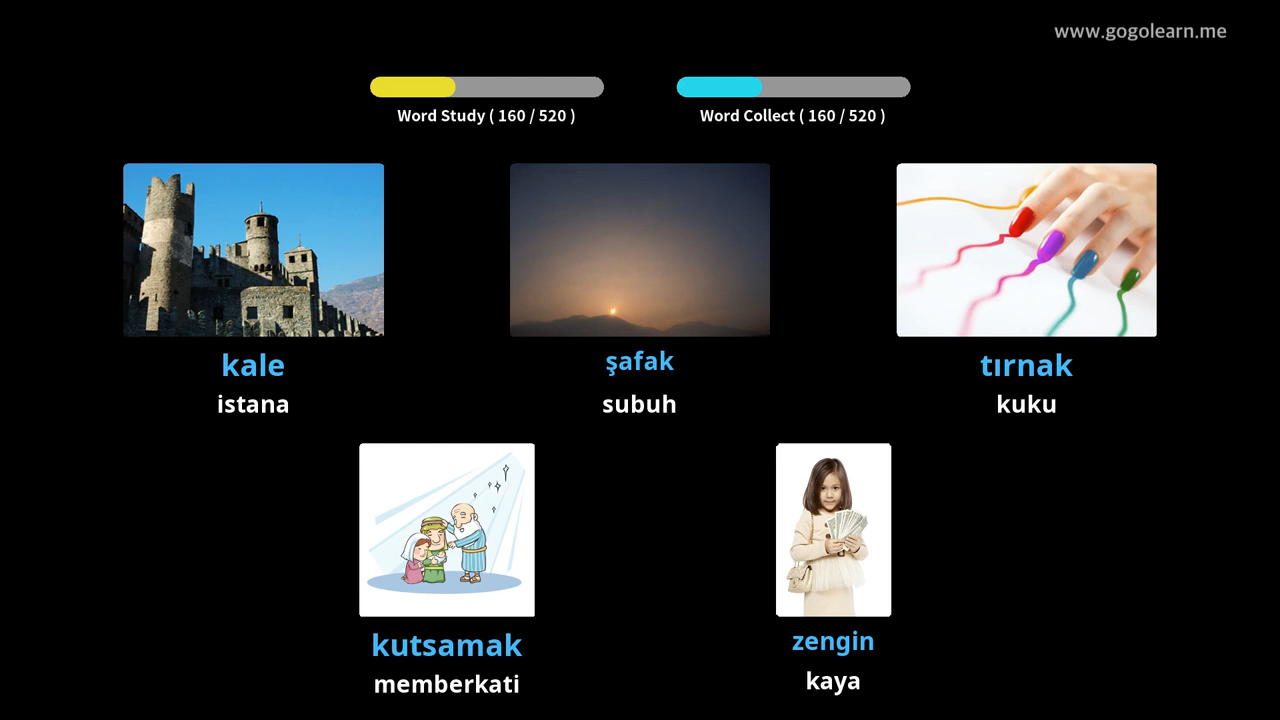 www.gogolearn.me
Word Study ( 160 / 520 )
Word Collect ( 160 / 520 )
kale
istana
şafak
subuh
tırnak
kuku
kutsamak
memberkati
zengin
kaya